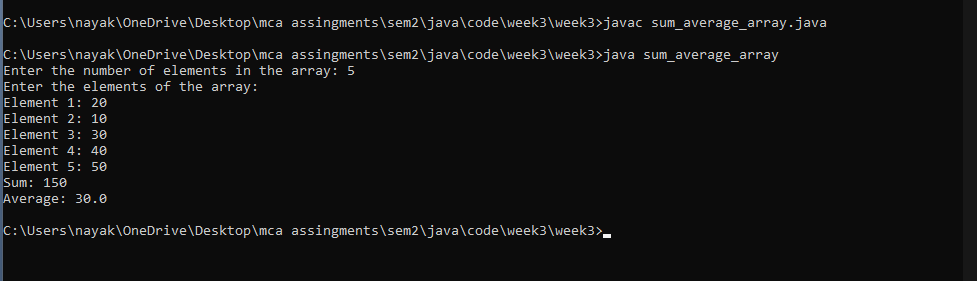 C:\Users\nayak\OneDrive\Desktop\mca assingments\sem2\java\code\week3\week3>javac sum_average_array.java
C:\Users\nayak\OneDrive\Desktop\mca assingments\sem2\java\code\week3\week3>java sum_average_array
Enter the number of elements in the array: 5
Enter the elements of the array:
Element 1: 20
Element 2: 10
Element 3: 30
Element 4: 40
Element 5: 50
Sum: 150
Average: 30.0
C:\Users\nayak\OneDrive\Desktop\mca assingments\sem2\java\code\week3\week3>